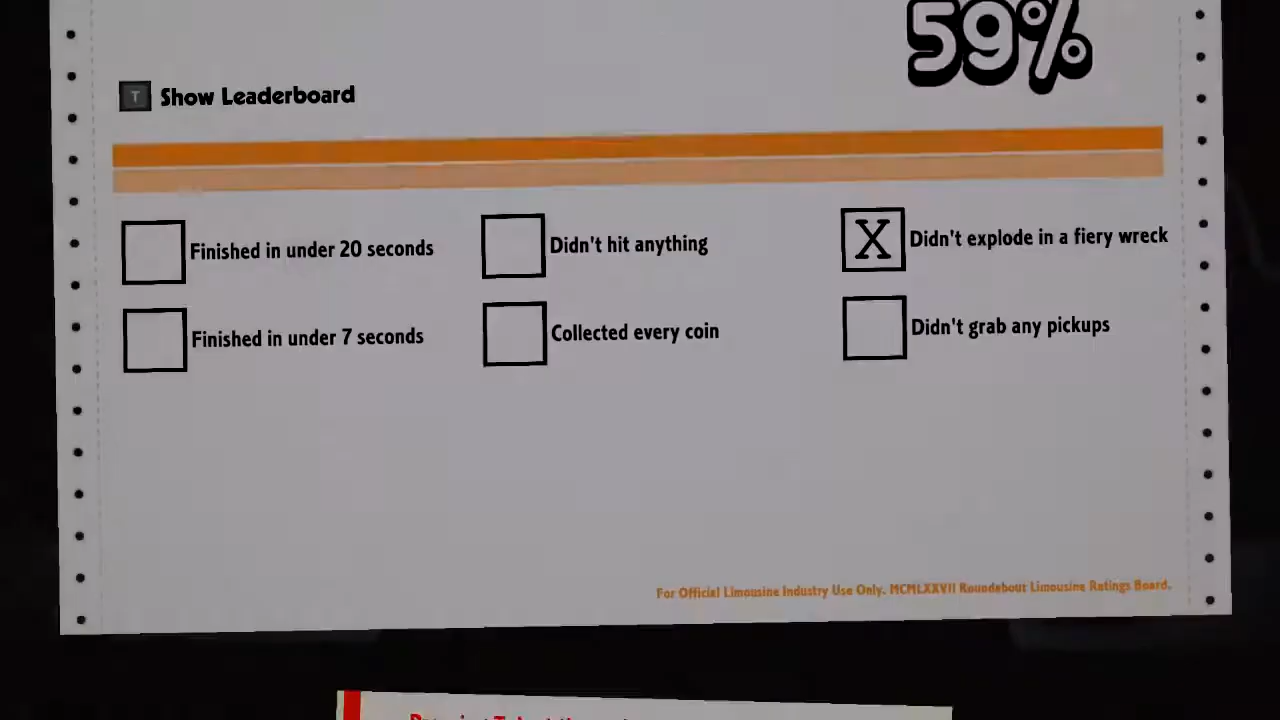 59%
T Show Leaderboard
Finished in under 20 seconds
Didn't hit anything
X Didn't explode in a fiery wreck
Finished in under 7 seconds
Collected every coin
Didn't grab any pickups
For Official Limousine Industry Use Only. MCMLXXVII Roundabout Limousine Ratings Board.